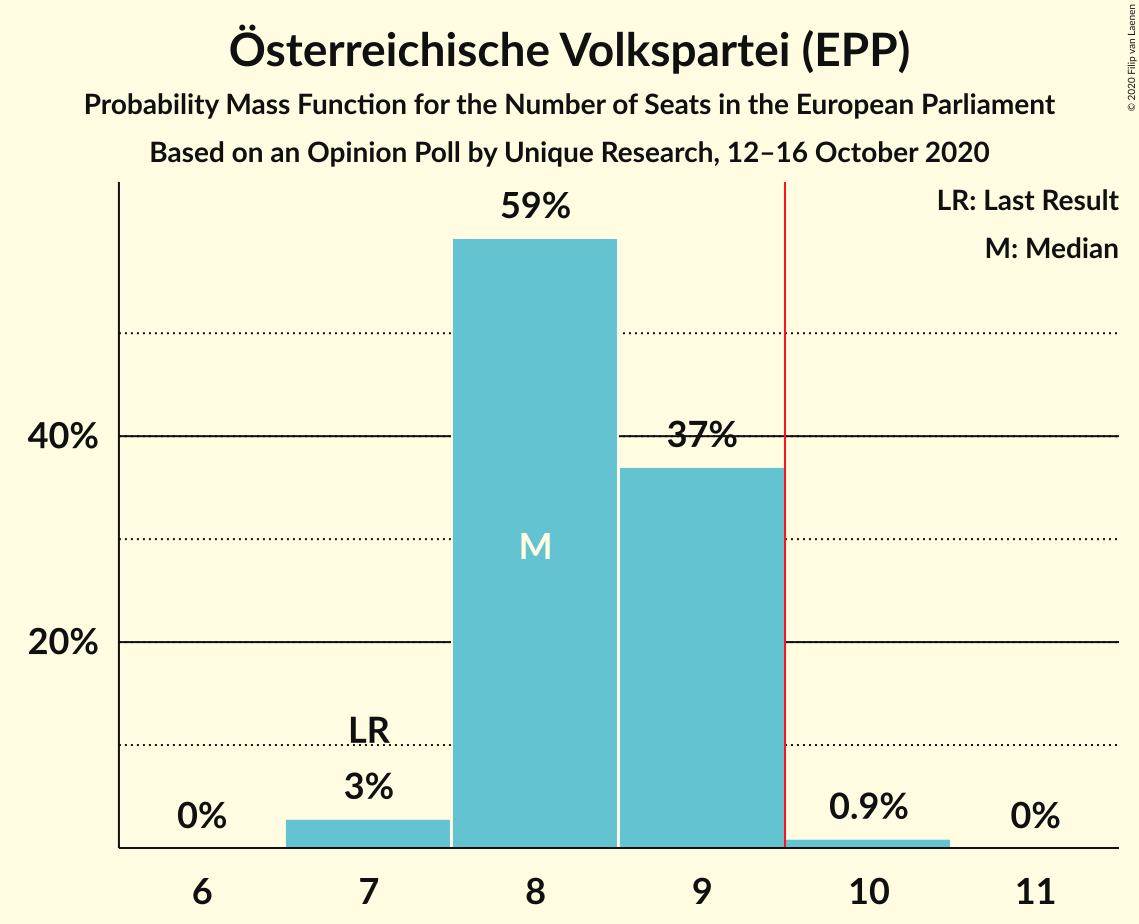 Österreichische Volkspartei (EPP)
Probability Mass Function for the Number of Seats in the European Parliament
Based on an Opinion Poll by Unique Research, 12–16 October 2020
© 2020 Filip van Laenen
LR: Last Result
M: Median
59%
40%
37%
M
20%
LR
3%
0%
0.9%
0%
6 7 8 9 10 11